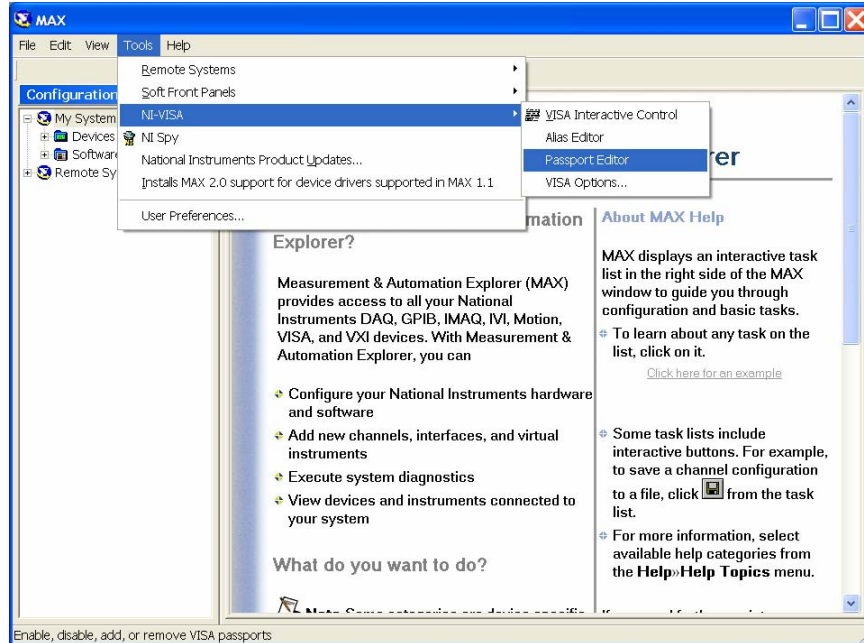 MAX
File Edit View Tools Help
Configuration
My System
Devices
Software
Remote Sy
Remote Systems
Soft Front Panels
NI-VISA
NI Spy
National Instruments Product Updates...
Installs MAX 2.0 support for device drivers supported in MAX 1.1
User Preferences...
VISA Interactive Control
Alias Editor
Passport Editor
VISA Options...
rer
mation
Explorer?
Measurement & Automation Explorer (MAX)
provides access to all your National
Instruments DAQ, GPIB, IMAQ, IVI, Motion,
VISA, and VXI devices. With Measurement &
Automation Explorer, you can
Configure your National Instruments hardware
and software
Add new channels, interfaces, and virtual
instruments
Execute system diagnostics
View devices and instruments connected to
your system
What do you want to do?
About MAX Help
MAX displays an interactive task
list in the right side of the MAX
window to guide you through
configuration and basic tasks.
To learn about any task on the
list, click on it.
Click here for an example
Some task lists include
interactive buttons. For example,
to save a channel configuration
to a file, click from the task
list.
For more information, select
available help categories from
the Help»Help Topics menu.
Enable, disable, add, or remove VISA passports